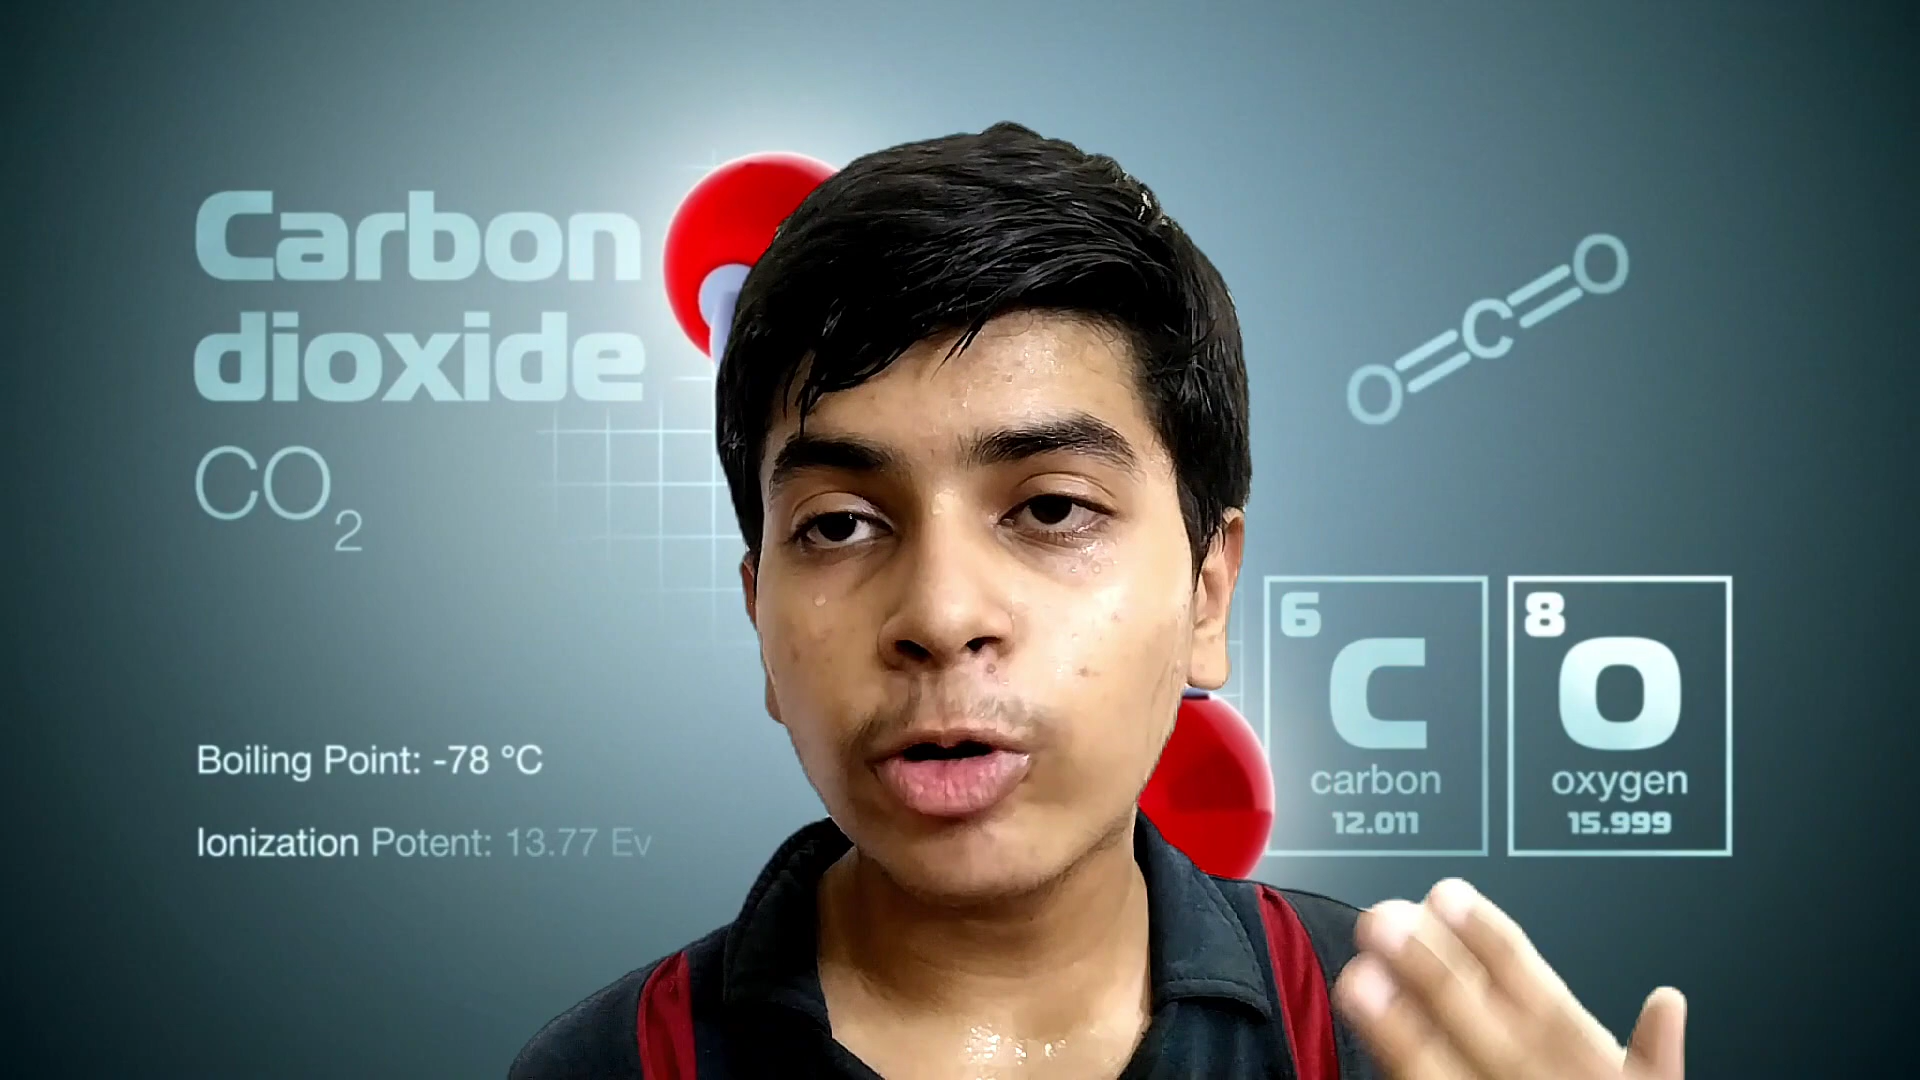 Carbon
dioxide
CO2
O=C=O
6
C
carbon
12.011
8
O
oxygen
15.999
Boiling Point: -78 °C
Ionization Potent: 13.77 Ev